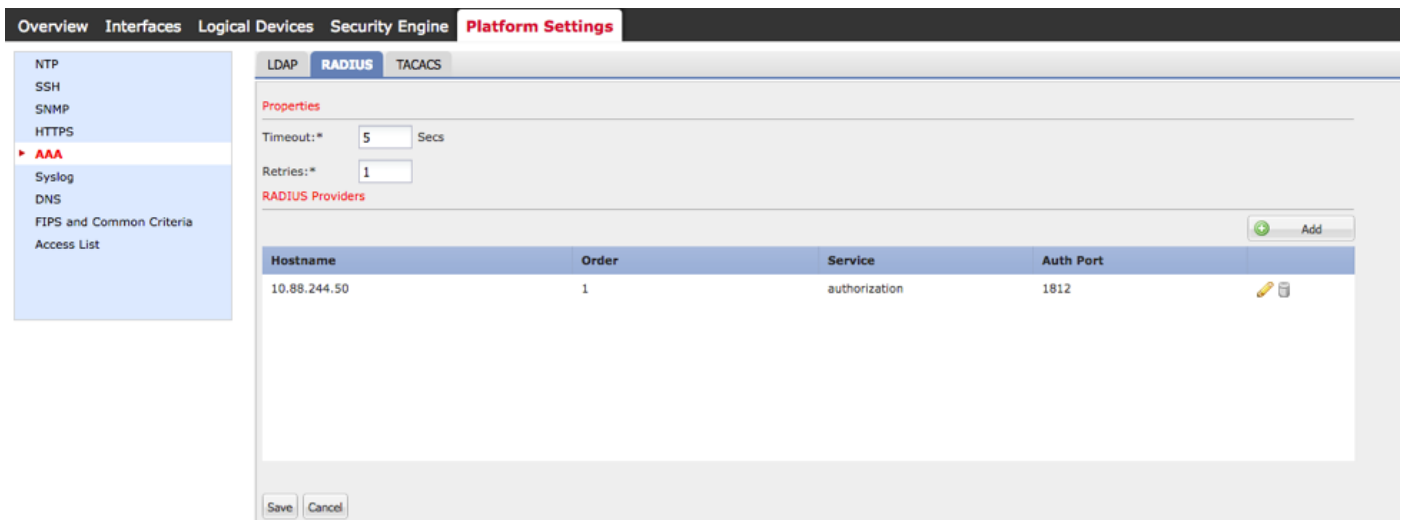 Overview Interfaces Logical Devices Security Engine Platform Settings
NTP
SSH
SNMP
HTTPS
AAA
Syslog
DNS
FIPS and Common Criteria
Access List
LDAP RADIUS TACACS
Properties
Timeout:* 5 Secs
Retries:* 1
RADIUS Providers
Add
Hostname Order Service Auth Port
10.88.244.50 1 authorization 1812
Save Cancel